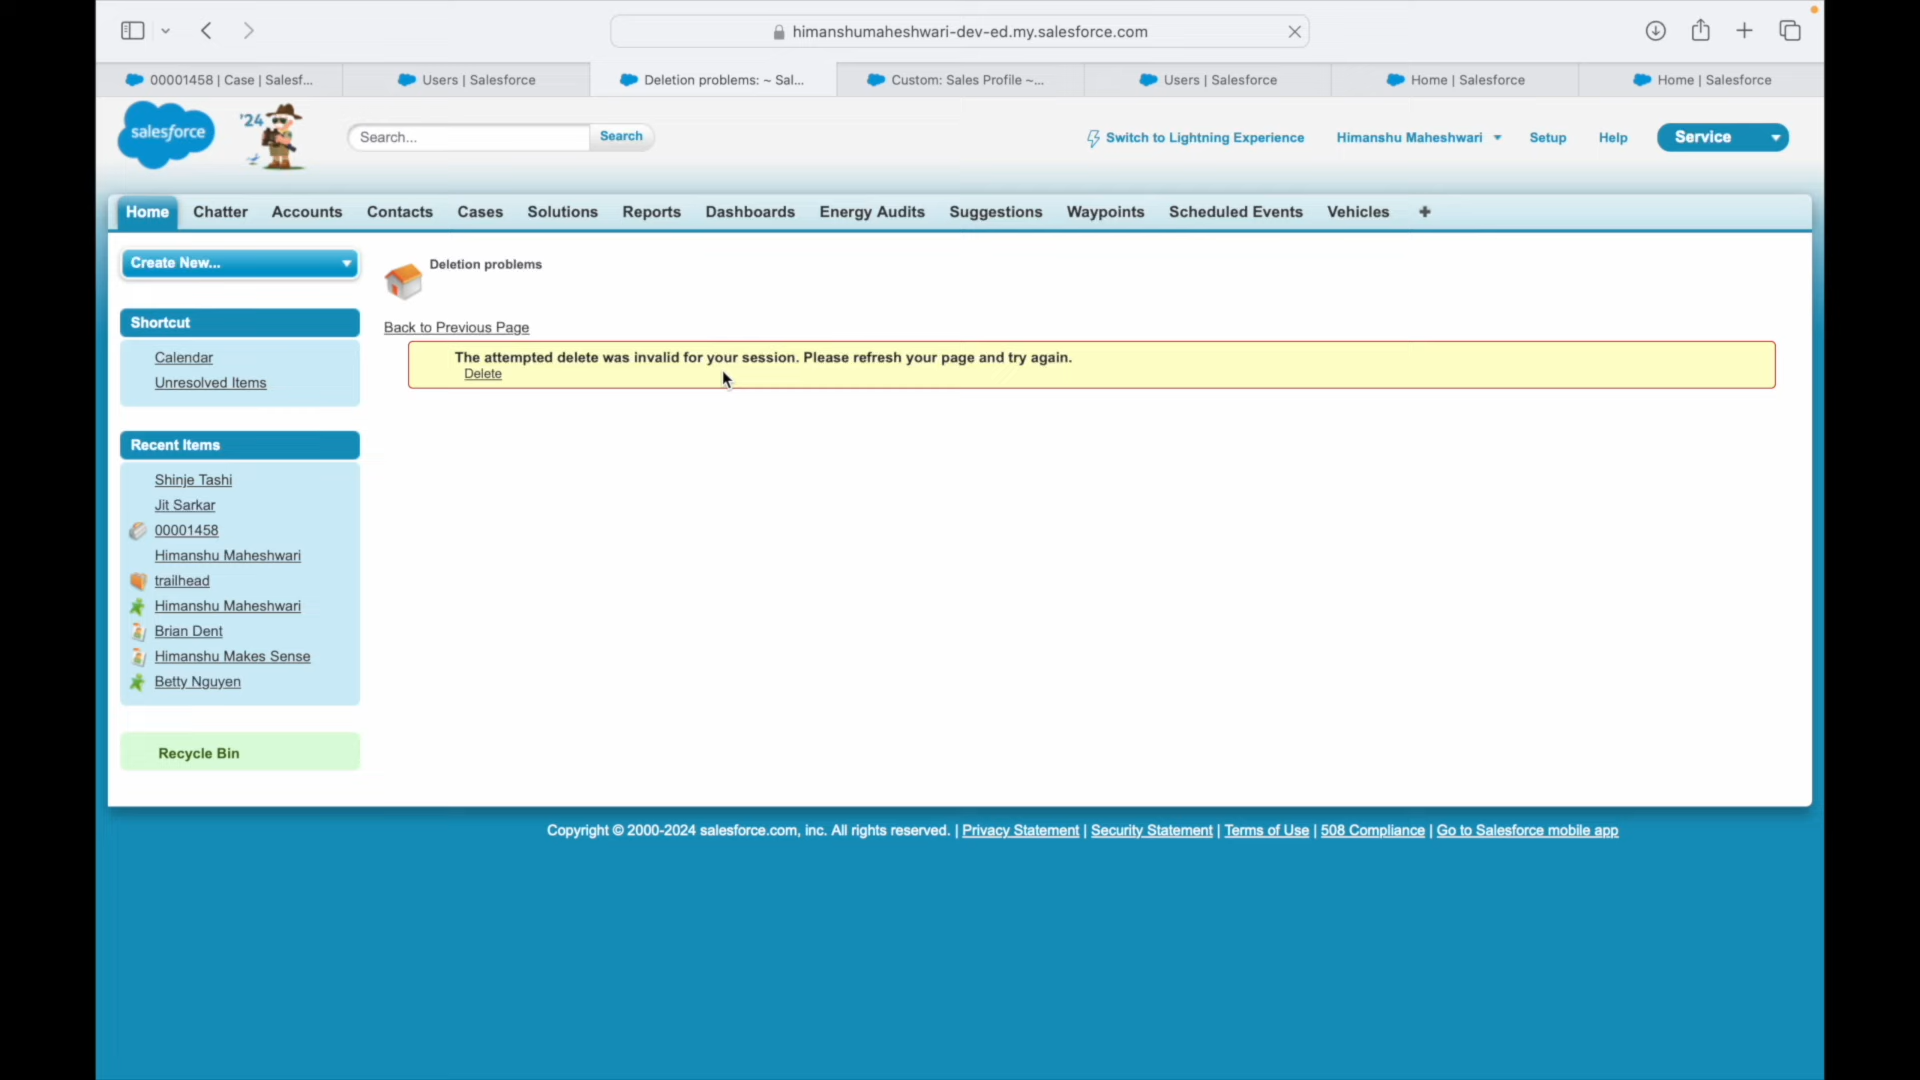 himanshumaheshwari-dev-ed.my.salesforce.com
00001458 | Case | Salesf...
Users | Salesforce
Deletion problems: ~ Sal...
Custom: Sales Profile ~...
Users | Salesforce
Home | Salesforce
Home | Salesforce
salesforce
'24
Search...
Search
Switch to Lightning Experience
Himanshu Maheshwari
Setup
Help
Service
Home
Chatter
Accounts
Contacts
Cases
Solutions
Reports
Dashboards
Energy Audits
Suggestions
Waypoints
Scheduled Events
Vehicles
+
Create New...
Shortcut
Calendar
Unresolved Items
Recent Items
Shinje Tashi
Jit Sarkar
00001458
Himanshu Maheshwari
trailhead
Himanshu Maheshwari
Brian Dent
Himanshu Makes Sense
Betty Nguyen
Recycle Bin
Deletion problems
Back to Previous Page
The attempted delete was invalid for your session. Please refresh your page and try again.
Delete
Copyright © 2000-2024 salesforce.com, inc. All rights reserved. | Privacy Statement | Security Statement | Terms of Use | 508 Compliance | Go to Salesforce mobile app